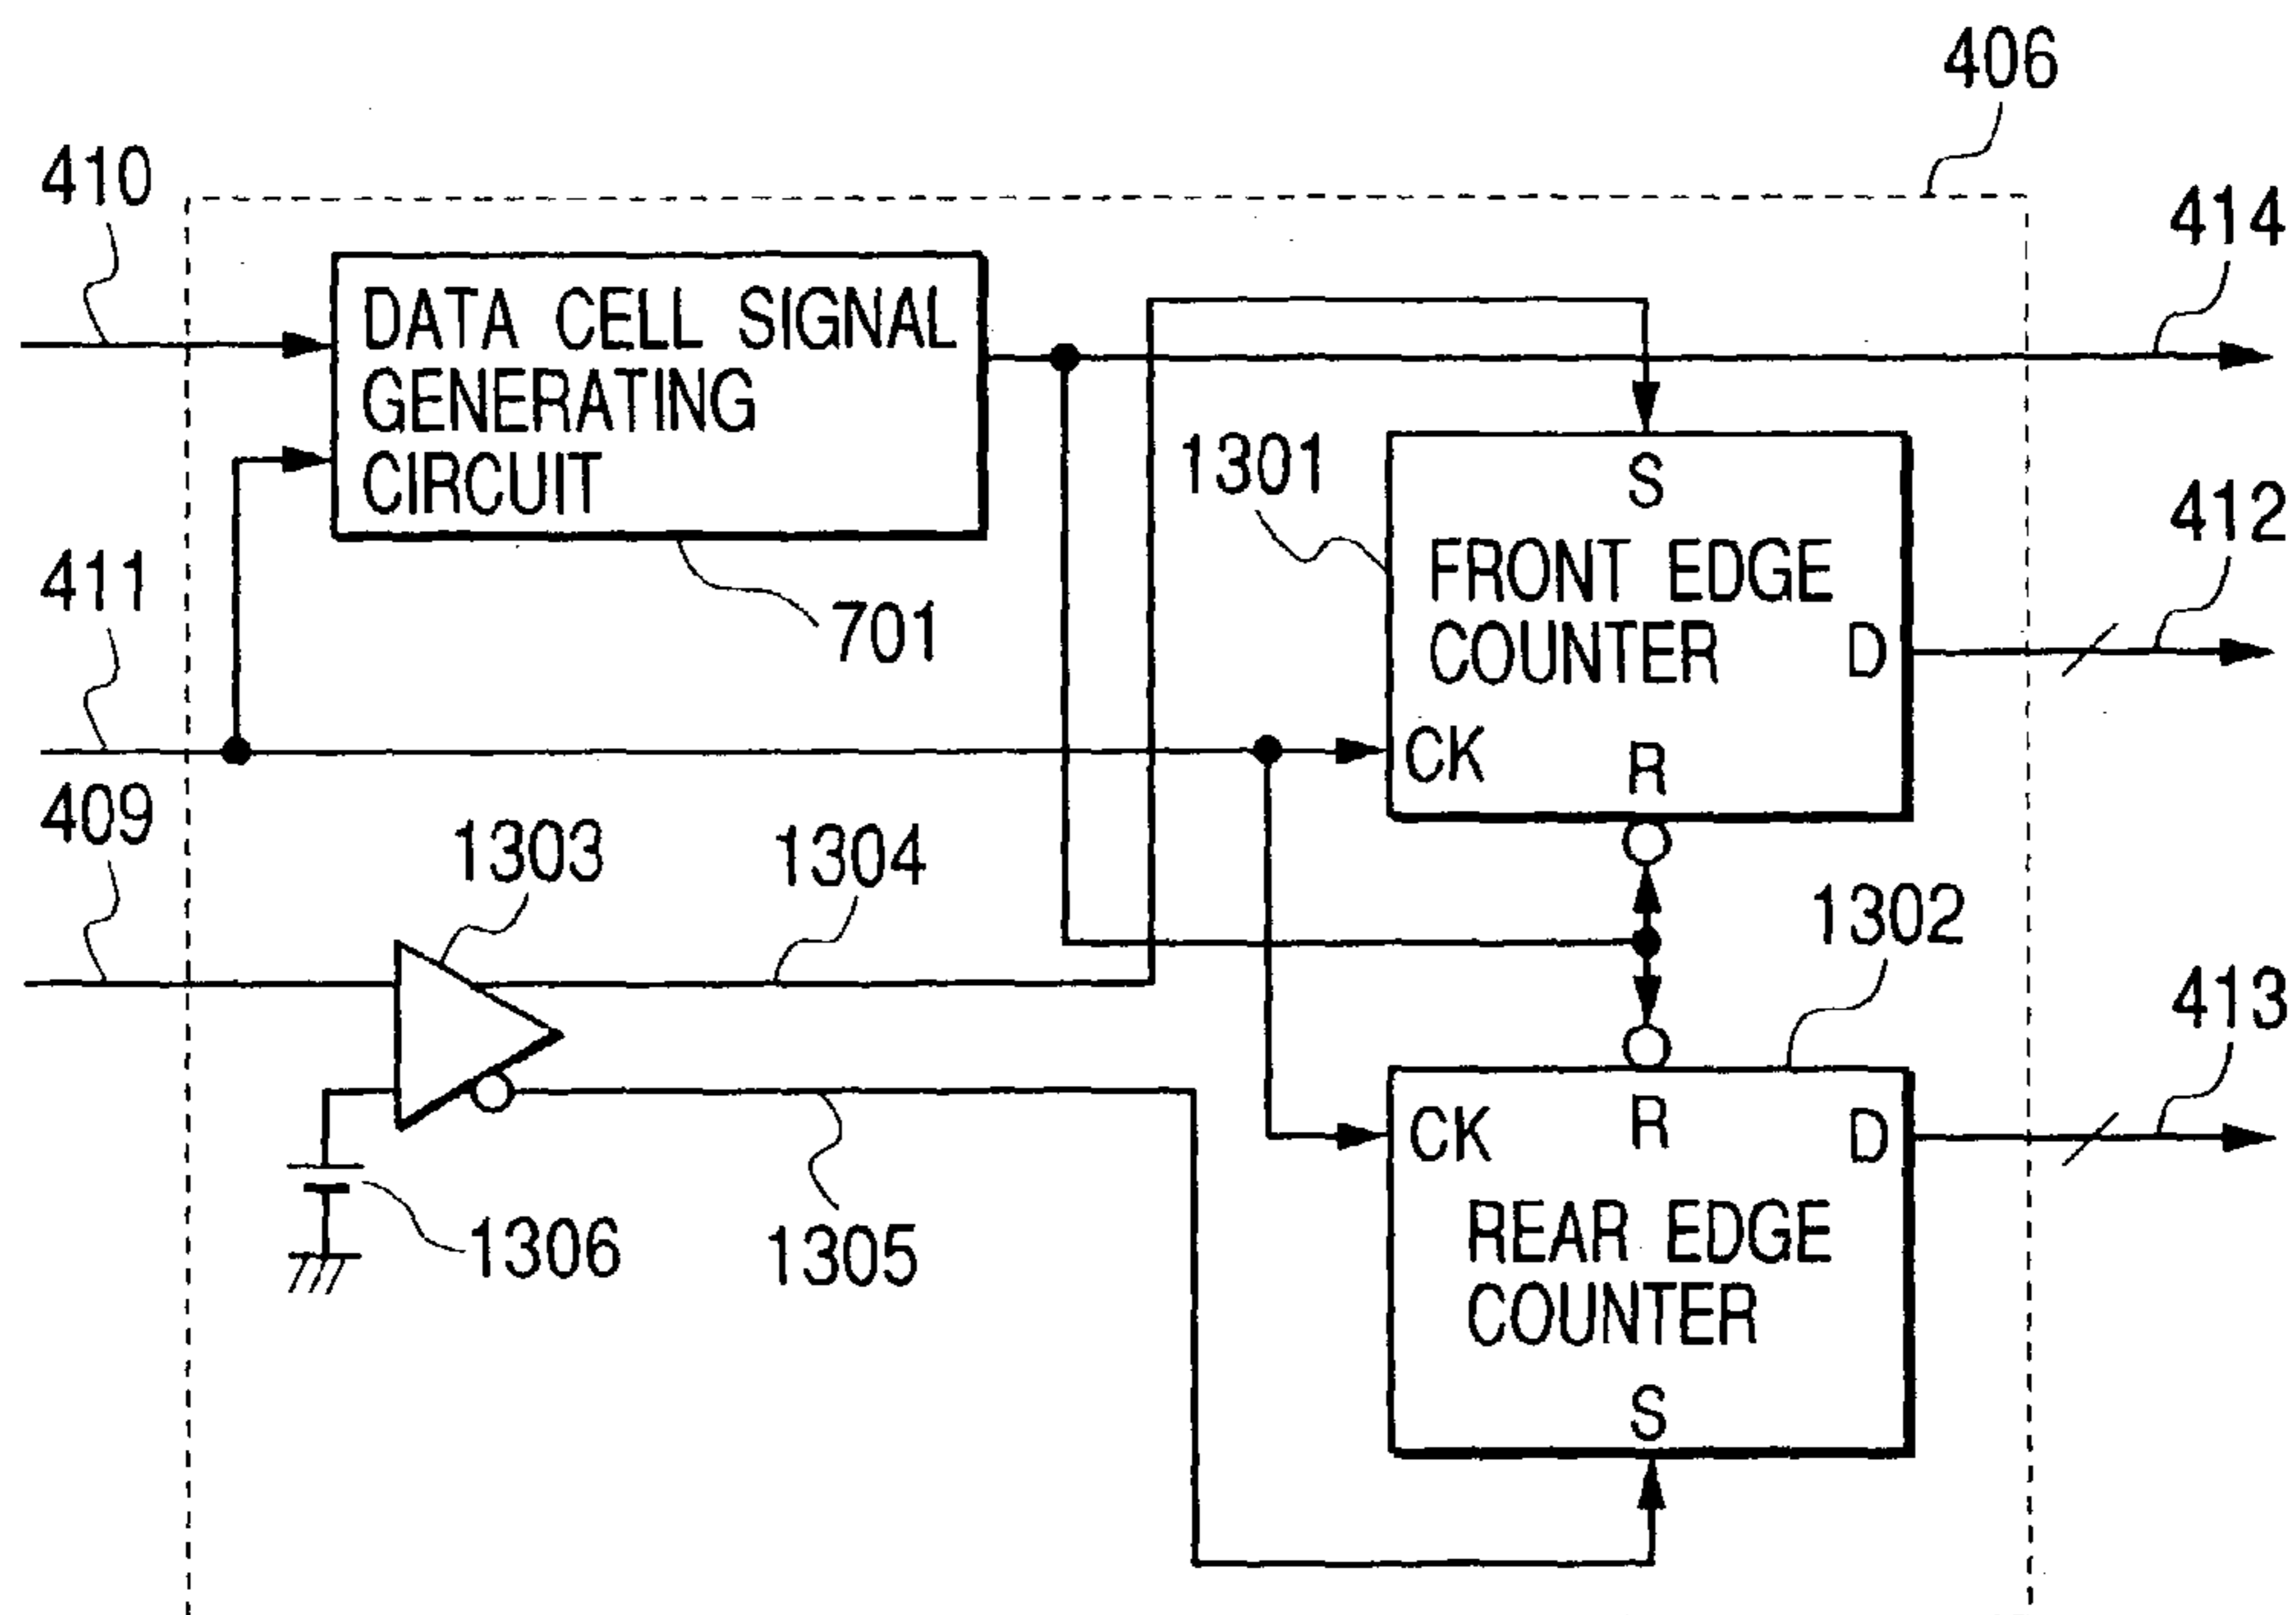 406
410
414
DATA CELL SIGNAL
GENERATING
CIRCUIT
1301
S
412
411
FRONT EDGE
COUNTER
D
701
CK
R
409
1303
1304
1302
413
CK
R
D
1306
1305
REAR EDGE
COUNTER
S